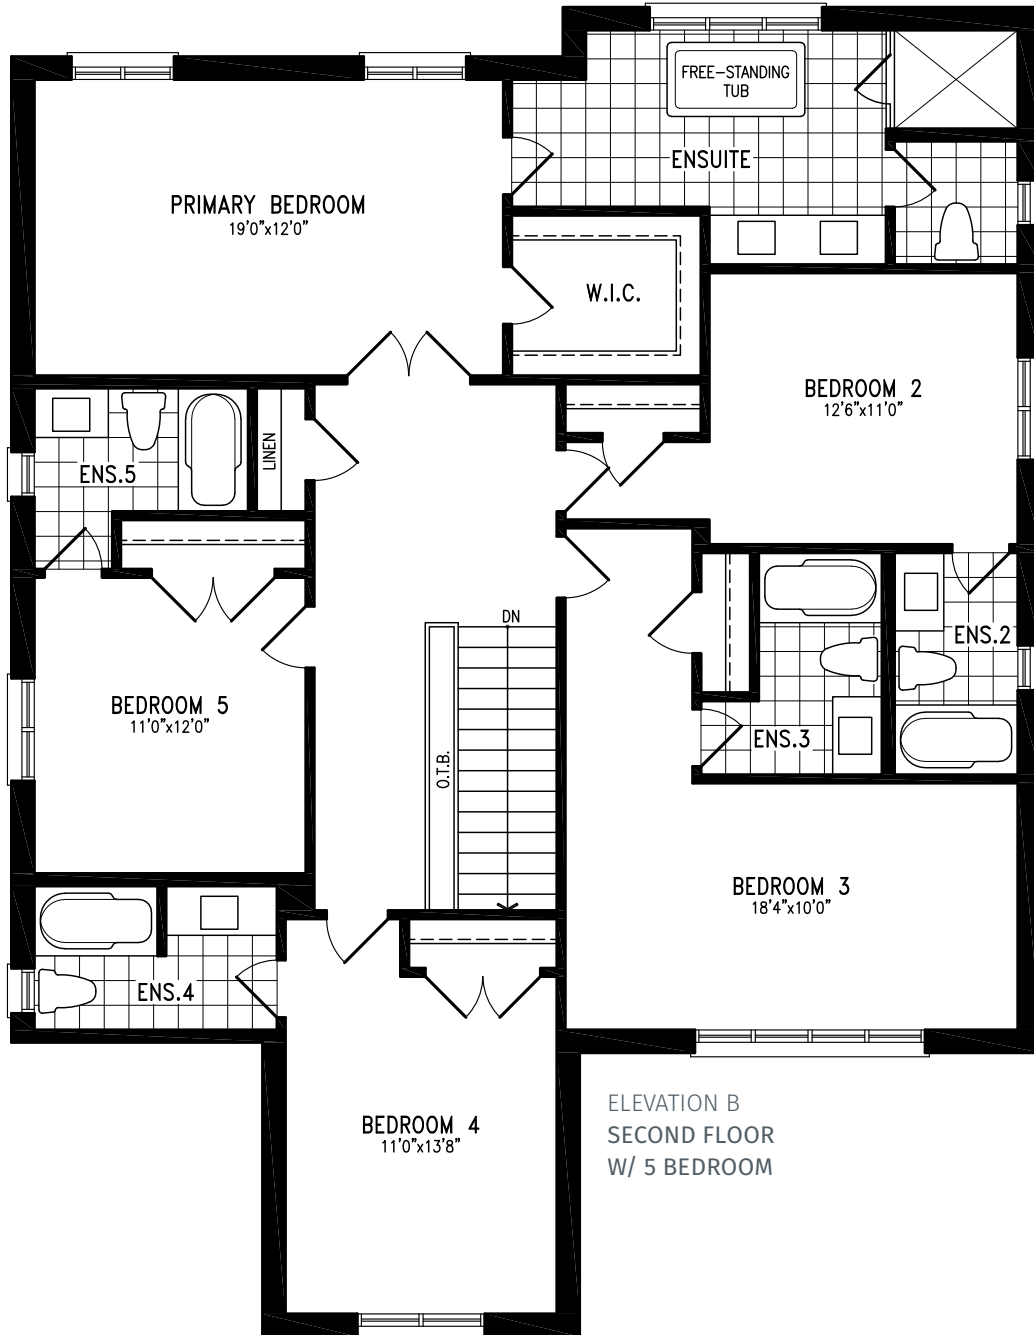 FREE-STANDING
TUB
ENSUITE
PRIMARY BEDROOM
19'0"x12'0"
W.I.C.
BEDROOM 2
12'6"x11'0"
LINEN
ENS.5
DN
ENS.2
BEDROOM 5
11'0"x12'0"
ENS.3
O.T.B.
BEDROOM 3
18'4"x10'0"
ENS.4
BEDROOM 4
11'0"x13'8"
ELEVATION B
SECOND FLOOR
W/ 5 BEDROOM